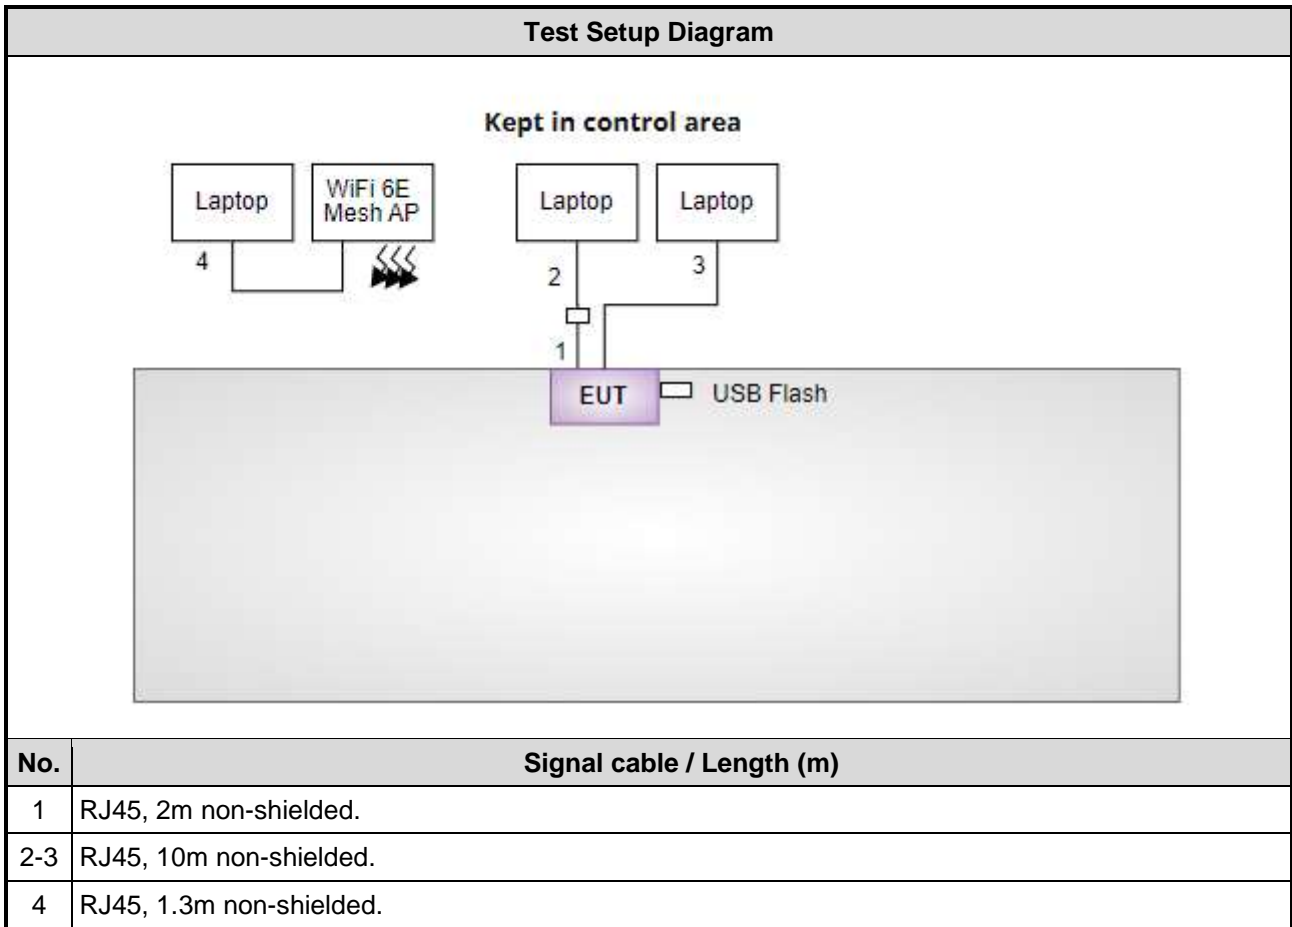 Test Setup Diagram
Kept in control area
Laptop
WiFi 6E
Mesh AP
Laptop
Laptop
4
2
3
1
EUT
USB Flash
No. Signal cable / Length (m)
1 RJ45, 2m non-shielded.
2-3 RJ45, 10m non-shielded.
4 RJ45, 1.3m non-shielded.